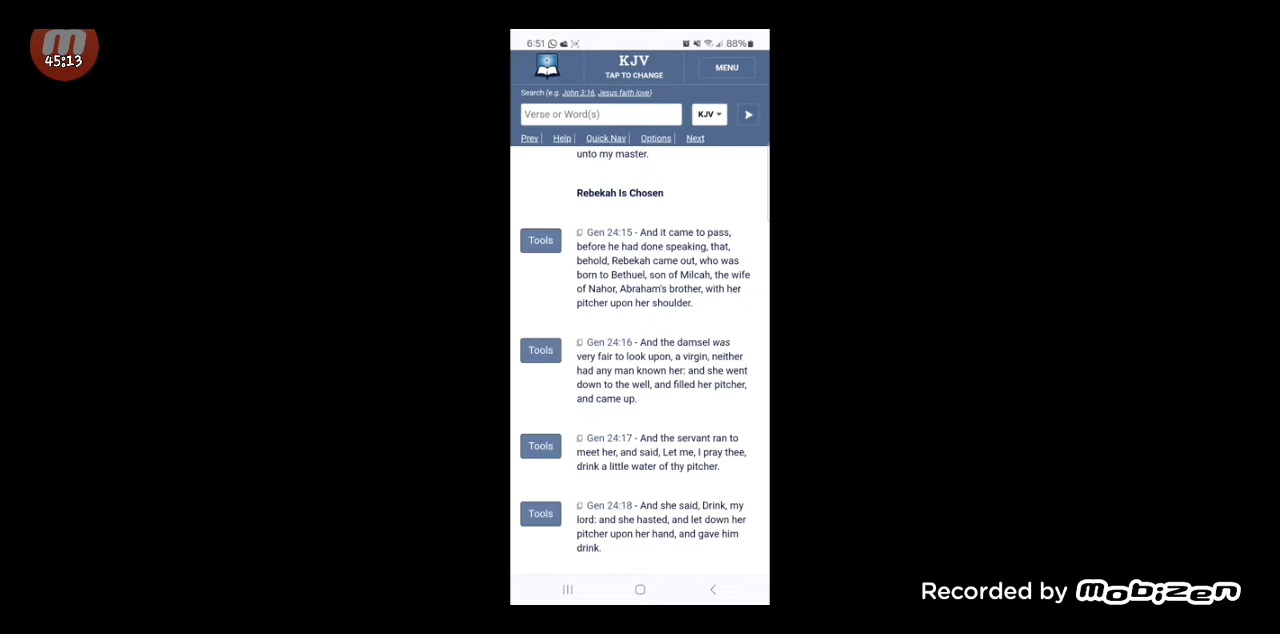 45:13
6:51
88%
KJV
TAP TO CHANGE
MENU
Search (e.g. John 3:16, Jesus faith love)
Verse or Word(s)
KJV
Prev | Help | Quick Nav | Options | Next
unto my master.
Rebekah Is Chosen
Tools
Gen 24:15 - And it came to pass,
before he had done speaking, that,
behold, Rebekah came out, who was
born to Bethuel, son of Milcah, the wife
of Nahor, Abraham's brother, with her
pitcher upon her shoulder.
Tools
Gen 24:16 - And the damsel was
very fair to look upon, a virgin, neither
had any man known her: and she went
down to the well, and filled her pitcher,
and came up.
Tools
Gen 24:17 - And the servant ran to
meet her, and said, Let me, I pray thee,
drink a little water of thy pitcher.
Tools
Gen 24:18 - And she said, Drink, my
lord: and she hasted, and let down her
pitcher upon her hand, and gave him
drink.
Recorded by mobizen